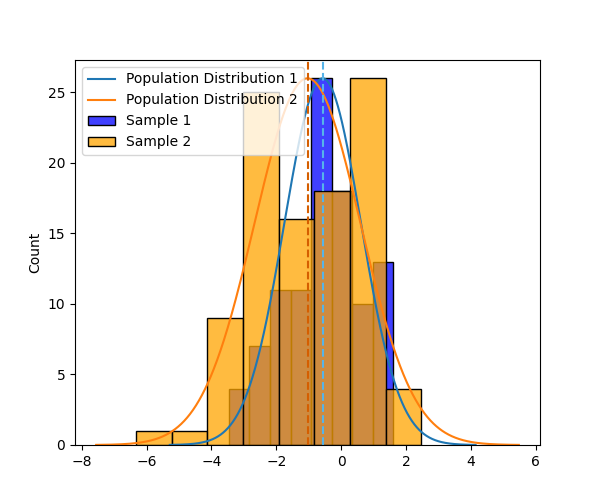 Population Distribution 1
Population Distribution 2
Sample 1
Sample 2
25
20
15
10
5
0
Count
−8 −6 −4 −2 0 2 4 6